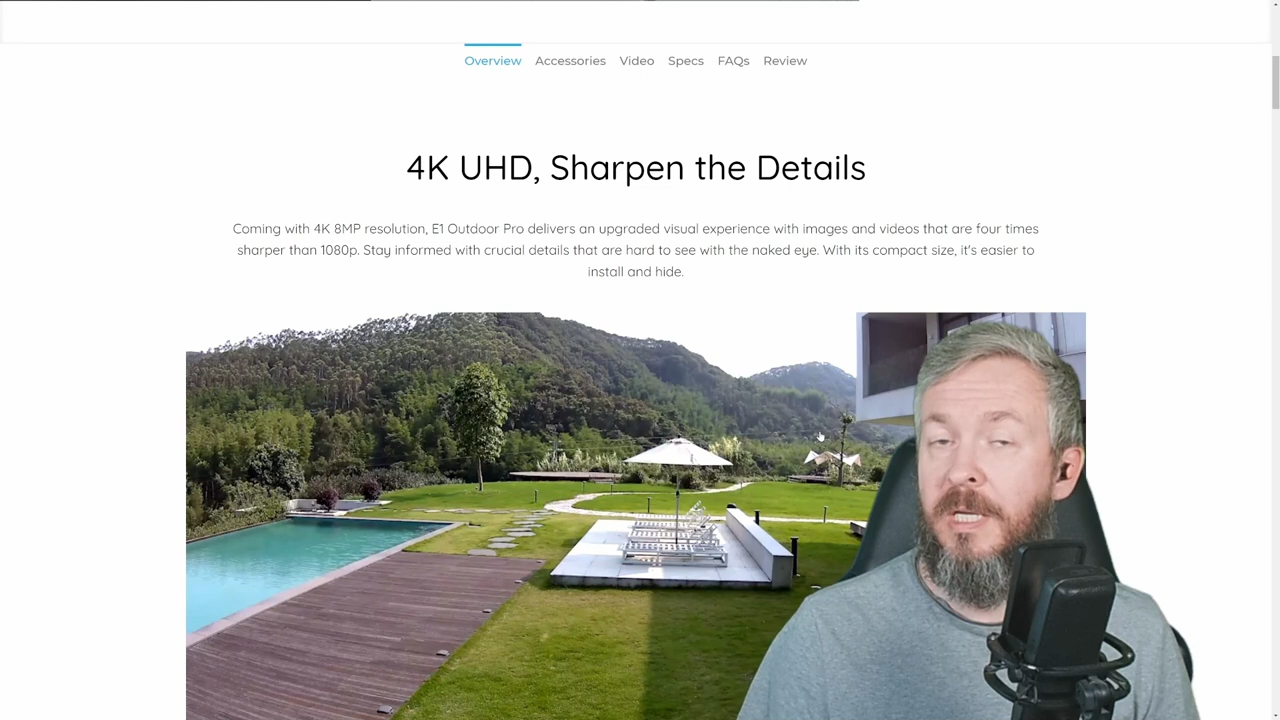 Overview Accessories Video Specs FAQs Review
4K UHD, Sharpen the Details
Coming with 4K 8MP resolution, E1 Outdoor Pro delivers an upgraded visual experience with images and videos that are four times
sharper than 1080p. Stay informed with crucial details that are hard to see with the naked eye. With its compact size, it's easier to
install and hide.